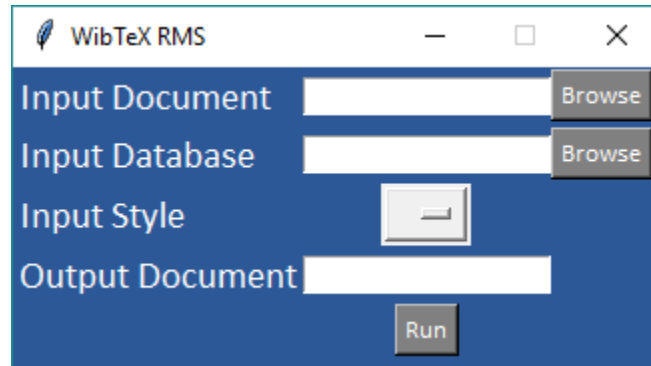 WibTeX RMS
Input Document Browse
Input Database Browse
Input Style
Output Document
Run